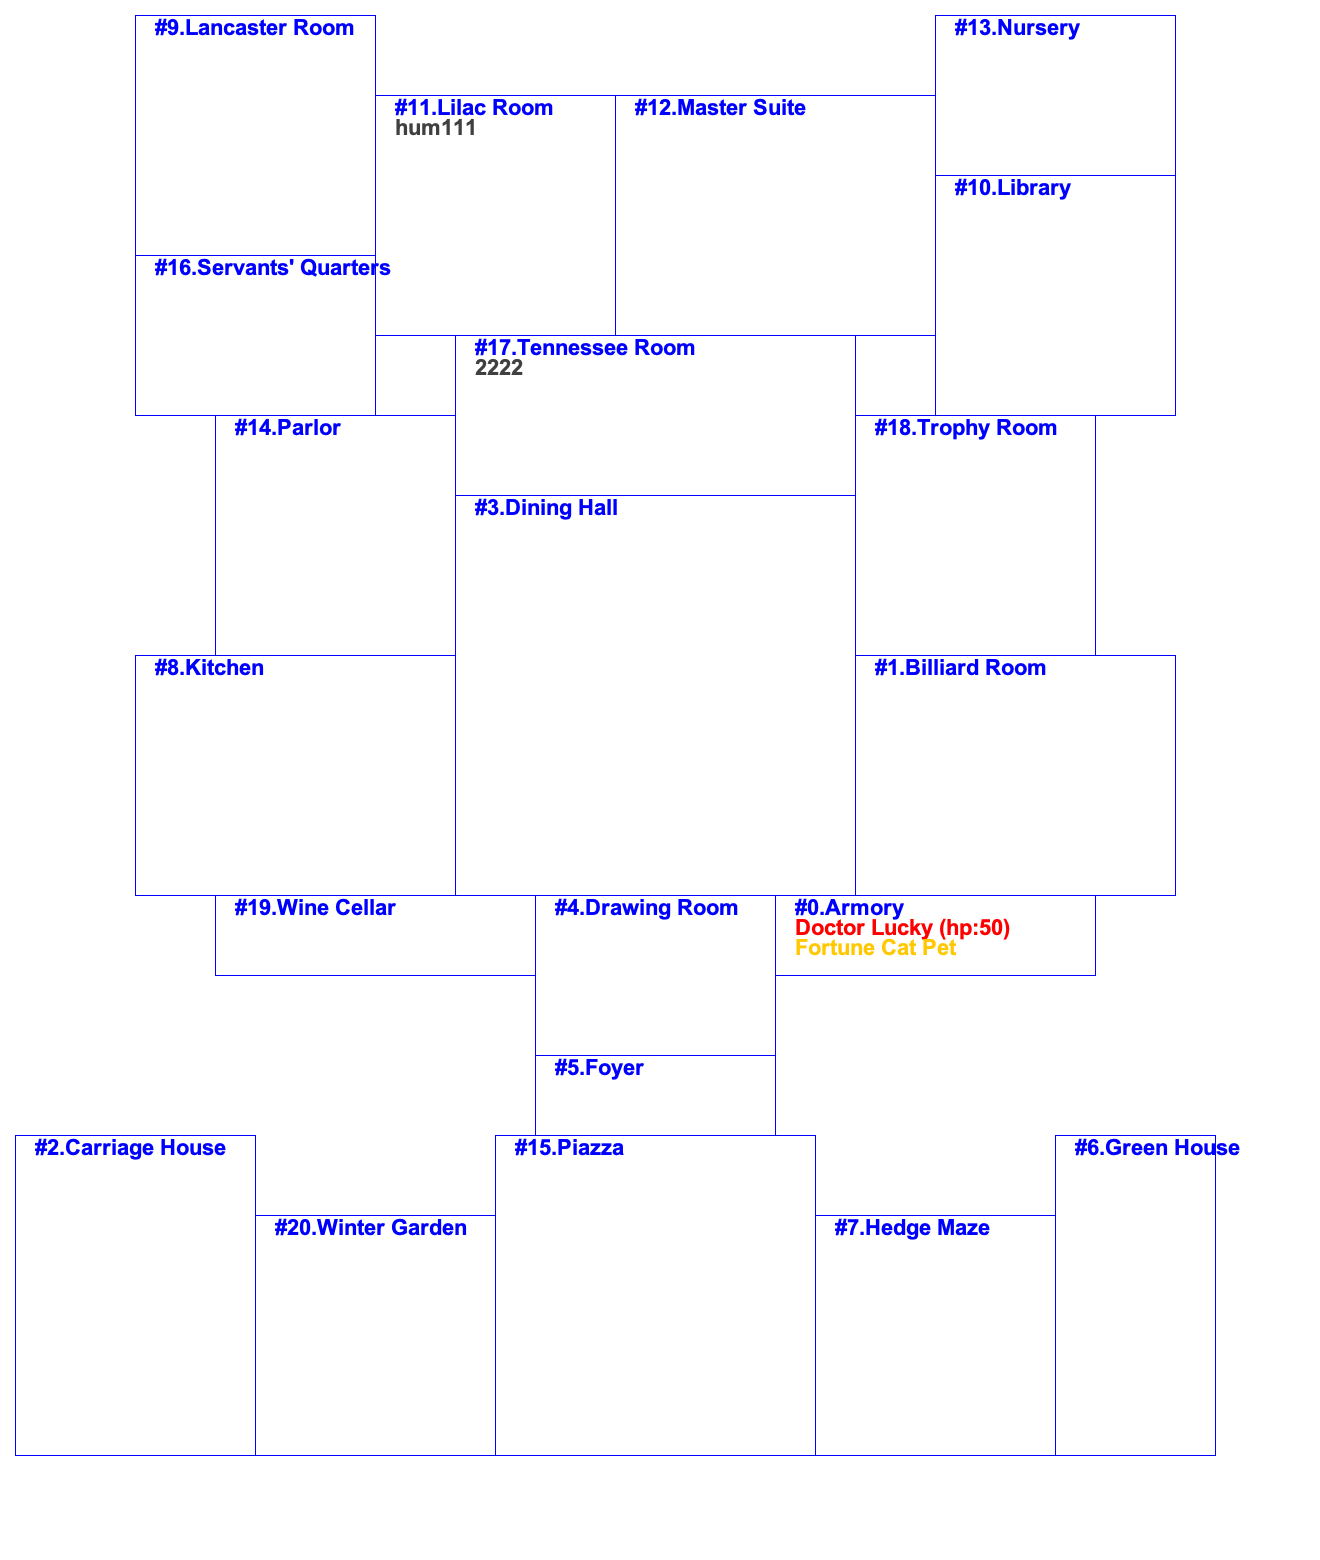 #9.Lancaster Room
#13.Nursery
#11.Lilac Room
hum111
#12.Master Suite
#10.Library
#16.Servants' Quarters
#17.Tennessee Room
2222
#14.Parlor
#18.Trophy Room
#3.Dining Hall
#8.Kitchen
#1.Billiard Room
#19.Wine Cellar
#4.Drawing Room
#0.Armory
Doctor Lucky (hp:50)
Fortune Cat Pet
#5.Foyer
#2.Carriage House
#15.Piazza
#6.Green House
#20.Winter Garden
#7.Hedge Maze